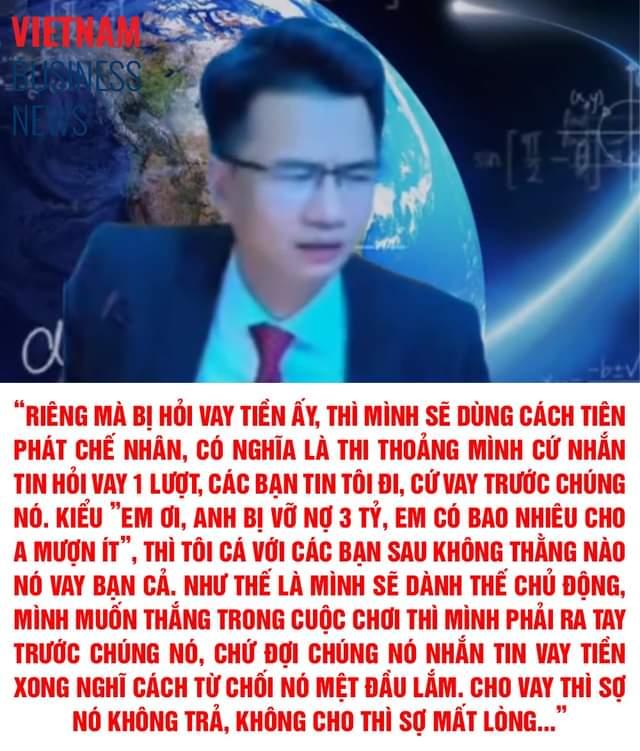 VIETNAM
BUSINESS
NEWS
(x,y)
sin[π/2-θ]
α
-b±√
“RIÊNG MÀ BỊ HỎI VAY TIỀN ẤY, THÌ MÌNH SẼ DÙNG CÁCH TIÊN
PHÁT CHẾ NHÂN, CÓ NGHĨA LÀ THI THOẢNG MÌNH CỨ NHẮN
TIN HỎI VAY 1 LƯỢT, CÁC BẠN TIN TÔI ĐI, CỨ VAY TRƯỚC CHÚNG
NÓ. KIỂU ”EM ƠI, ANH BỊ VỠ NỢ 3 TỶ, EM CÓ BAO NHIÊU CHO
A MƯỢN ÍT”, THÌ TÔI CÁ VỚI CÁC BẠN SAU KHÔNG THẰNG NÀO
NÓ VAY BẠN CẢ. NHƯ THẾ LÀ MÌNH SẼ DÀNH THẾ CHỦ ĐỘNG,
MÌNH MUỐN THẮNG TRONG CUỘC CHƠI THÌ MÌNH PHẢI RA TAY
TRƯỚC CHÚNG NÓ, CHỨ ĐỢI CHÚNG NÓ NHẮN TIN VAY TIỀN
XONG NGHĨ CÁCH TỪ CHỐI NÓ MỆT ĐẦU LẮM. CHO VAY THÌ SỢ
NÓ KHÔNG TRẢ, KHÔNG CHO THÌ SỢ MẤT LÒNG...”